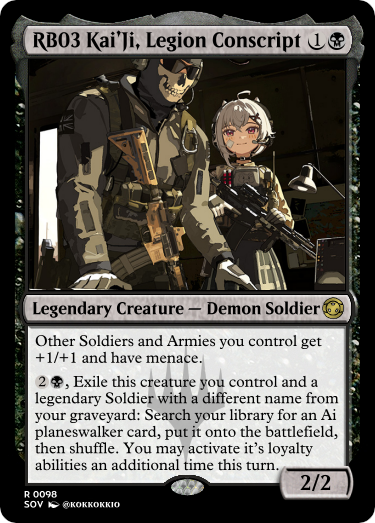 RB03 Kai'Ji, Legion Conscript 1
Legendary Creature — Demon Soldier
Other Soldiers and Armies you control get
+1/+1 and have menace.
2, Exile this creature you control and a
legendary Soldier with a different name from
your graveyard: Search your library for an Ai
planeswalker card, put it onto the battlefield,
then shuffle. You may activate it's loyalty
abilities an additional time this turn.
2/2
R 0098
SOV @KOKKOKKIO